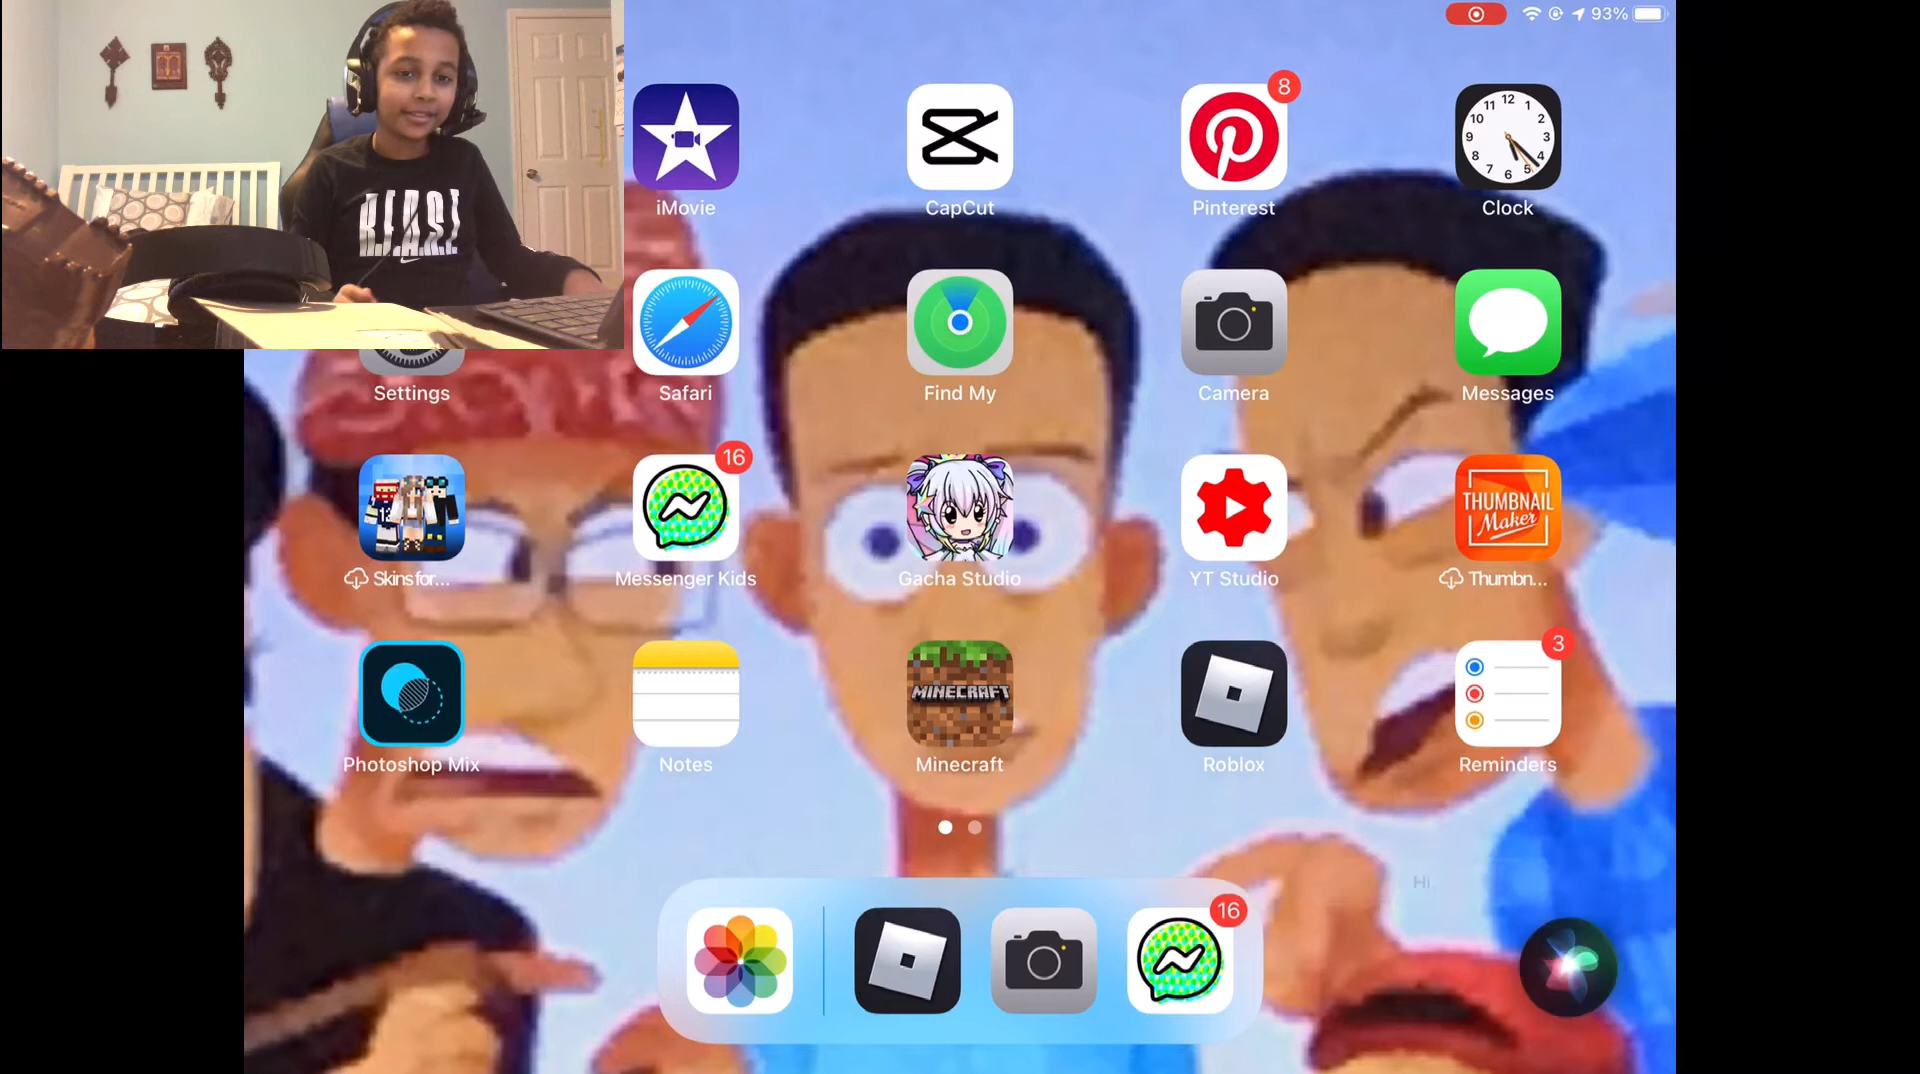 93%
8
12
11 1
10 2
9 3
8 4
7 5
6
iMovie
CapCut
Pinterest
Clock
Settings
Safari
Find My
Camera
Messages
16
THUMBNAIL
Maker
Skins for...
Messenger Kids
Gacha Studio
YT Studio
Thumbn...
MINECRAFT
3
Photoshop Mix
Notes
Minecraft
Roblox
Reminders
Hi
16